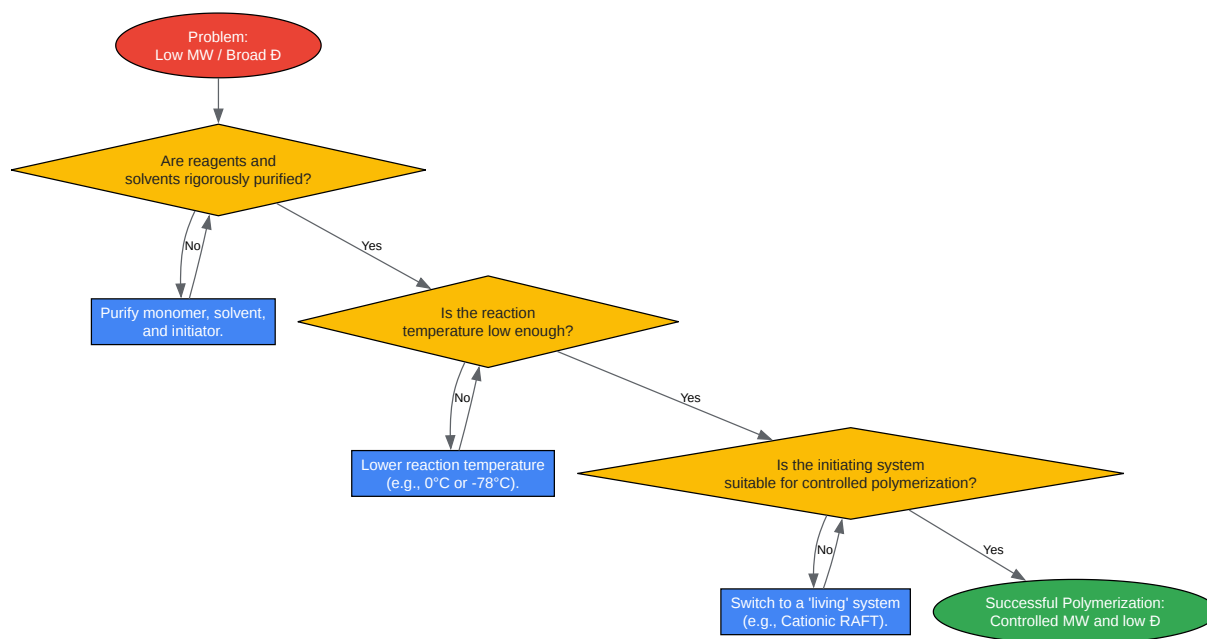 Problem:
Low MW / Broad Đ
Are reagents and
solvents rigorously purified?
No
Yes
Purify monomer, solvent,
and initiator.
Is the reaction
temperature low enough?
No
Yes
Lower reaction temperature
(e.g., 0°C or -78°C).
Is the initiating system
suitable for controlled polymerization?
No
Yes
Switch to a 'living' system
(e.g., Cationic RAFT).
Successful Polymerization:
Controlled MW and low Đ